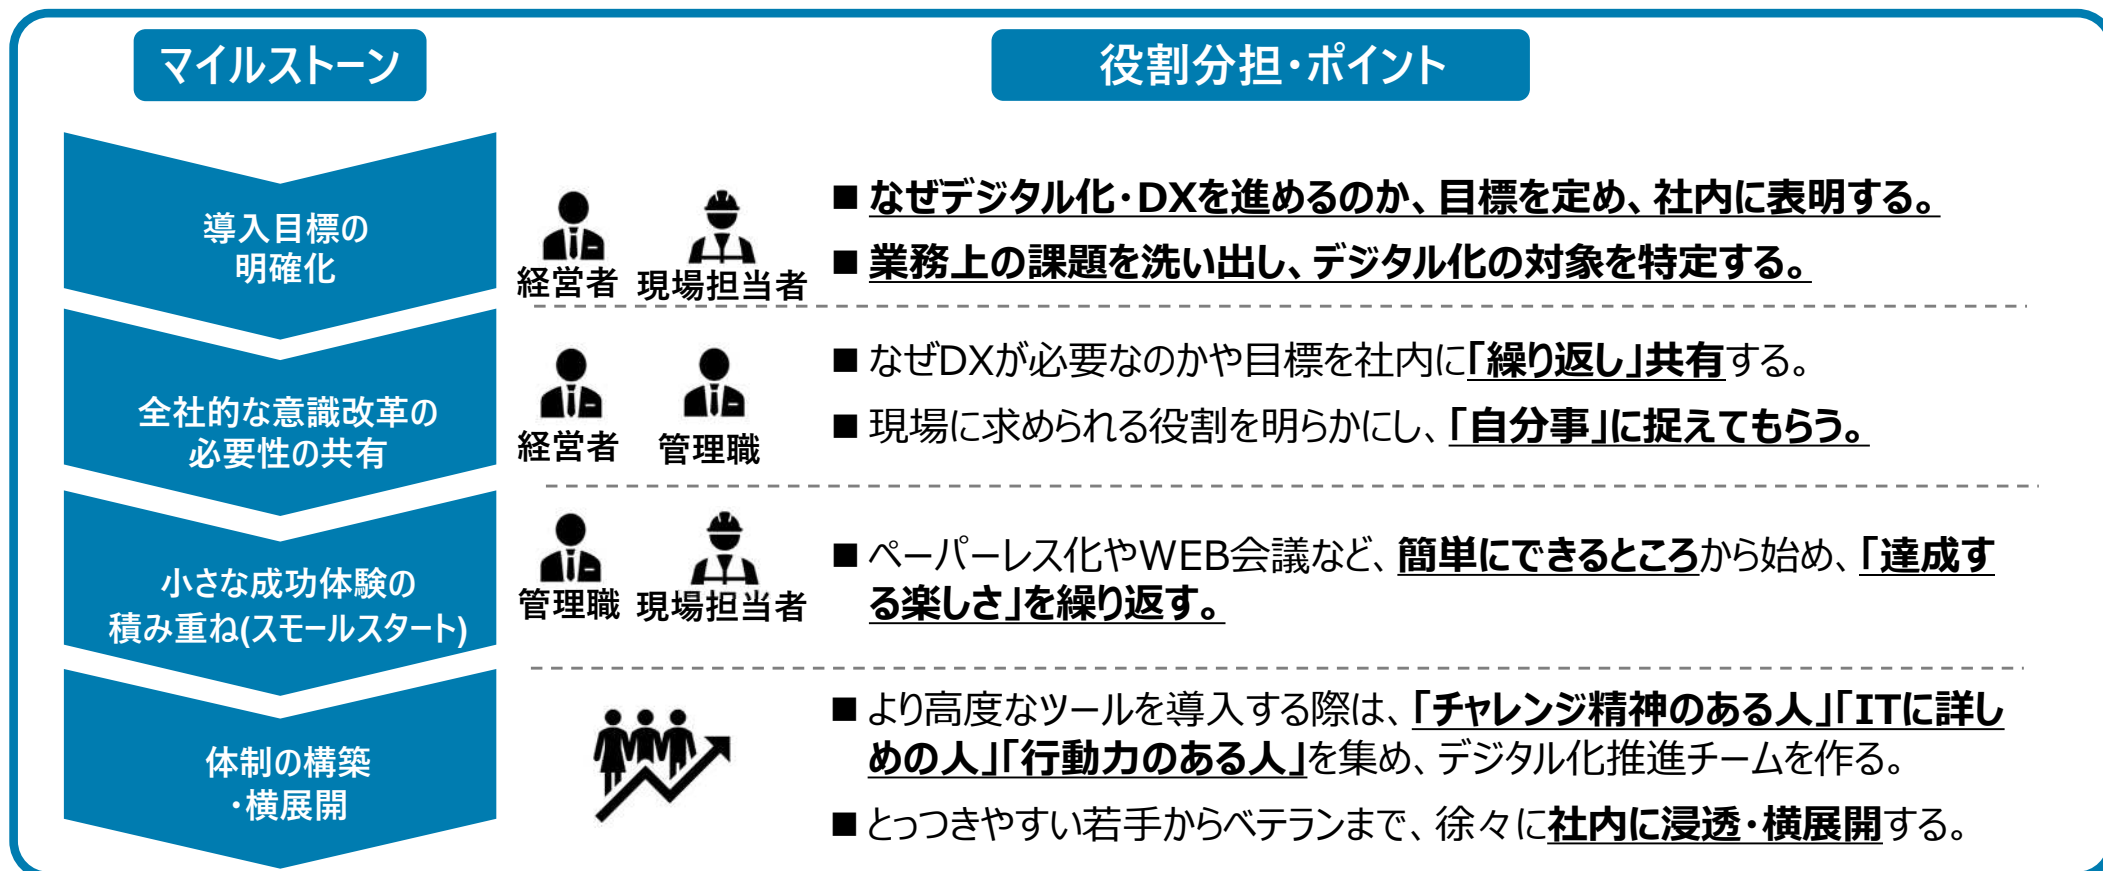 マイルストーン
役割分担・ポイント
導入目標の
明確化
経営者 現場担当者
■ なぜデジタル化・DXを進めるのか、目標を定め、社内に表明する。
■ 業務上の課題を洗い出し、デジタル化の対象を特定する。
全社的な意識改革の
必要性の共有
経営者 管理職
■ なぜDXが必要なのかや目標を社内に「繰り返し」共有する。
■ 現場に求められる役割を明らかにし、「自分事」に捉えてもらう。
小さな成功体験の
積み重ね(スモールスタート)
管理職 現場担当者
■ ペーパーレス化やWEB会議など、簡単にできるところから始め、「達成す
る楽しさ」を繰り返す。
体制の構築
・横展開
■ より高度なツールを導入する際は、「チャレンジ精神のある人」「ITに詳し
めの人」「行動力のある人」を集め、デジタル化推進チームを作る。
■ とっつきやすい若手からベテランまで、徐々に社内に浸透・横展開する。